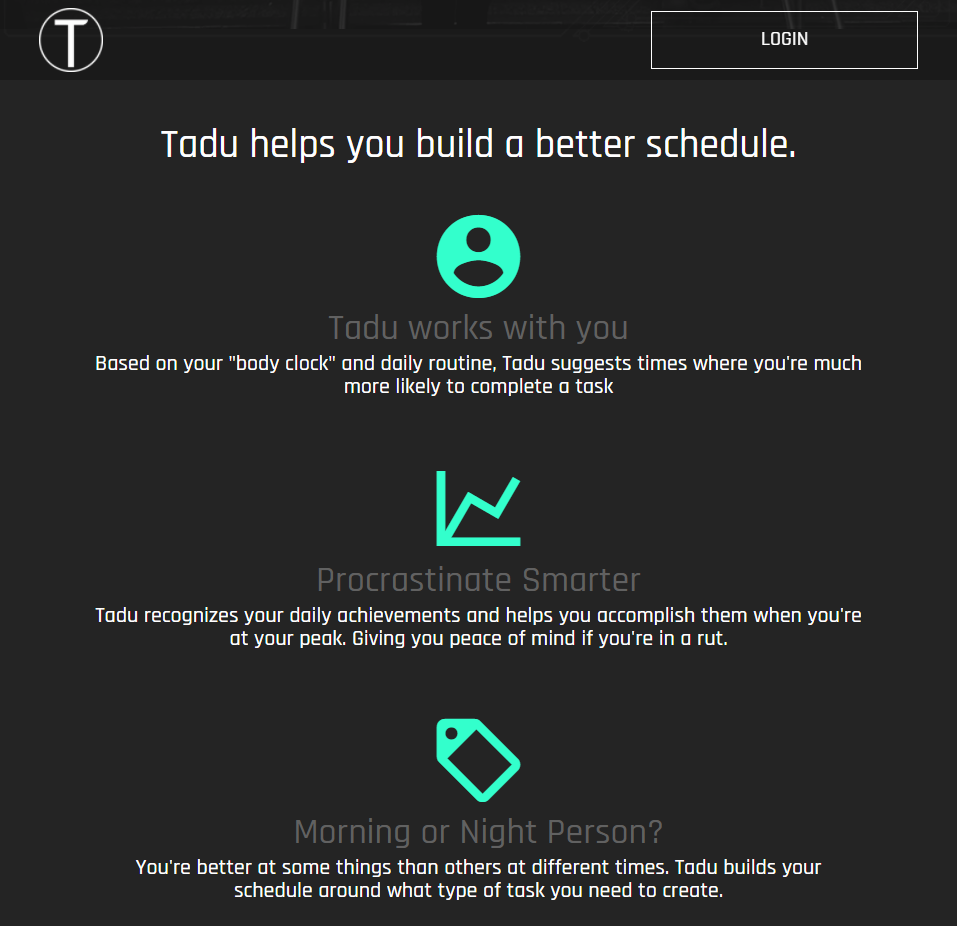 T
LOGIN
Tadu helps you build a better schedule.
Tadu works with you
Based on your "body clock" and daily routine, Tadu suggests times where you're much
more likely to complete a task
Procrastinate Smarter
Tadu recognizes your daily achievements and helps you accomplish them when you're
at your peak. Giving you peace of mind if you're in a rut.
Morning or Night Person?
You're better at some things than others at different times. Tadu builds your
schedule around what type of task you need to create.